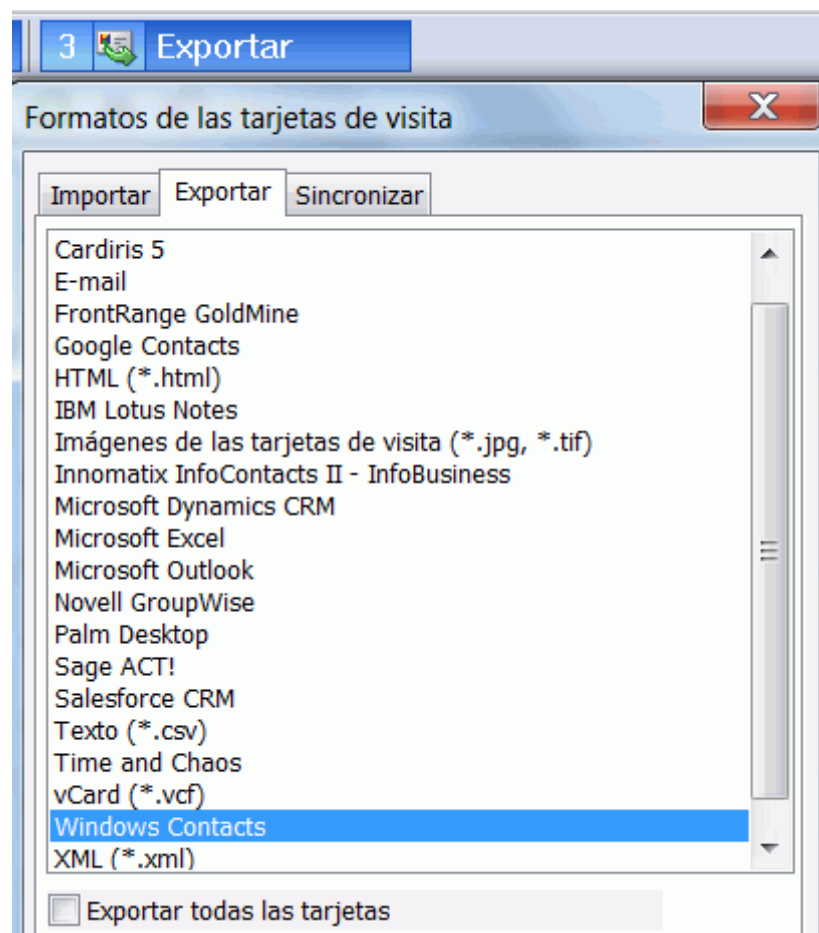 3 Exportar
Formatos de las tarjetas de visita
Importar Exportar Sincronizar
Cardiris 5
E-mail
FrontRange GoldMine
Google Contacts
HTML (*.html)
IBM Lotus Notes
Imágenes de las tarjetas de visita (*.jpg, *.tif)
Innomatix InfoContacts II - InfoBusiness
Microsoft Dynamics CRM
Microsoft Excel
Microsoft Outlook
Novell GroupWise
Palm Desktop
Sage ACT!
Salesforce CRM
Texto (*.csv)
Time and Chaos
vCard (*.vcf)
Windows Contacts
XML (*.xml)
Exportar todas las tarjetas